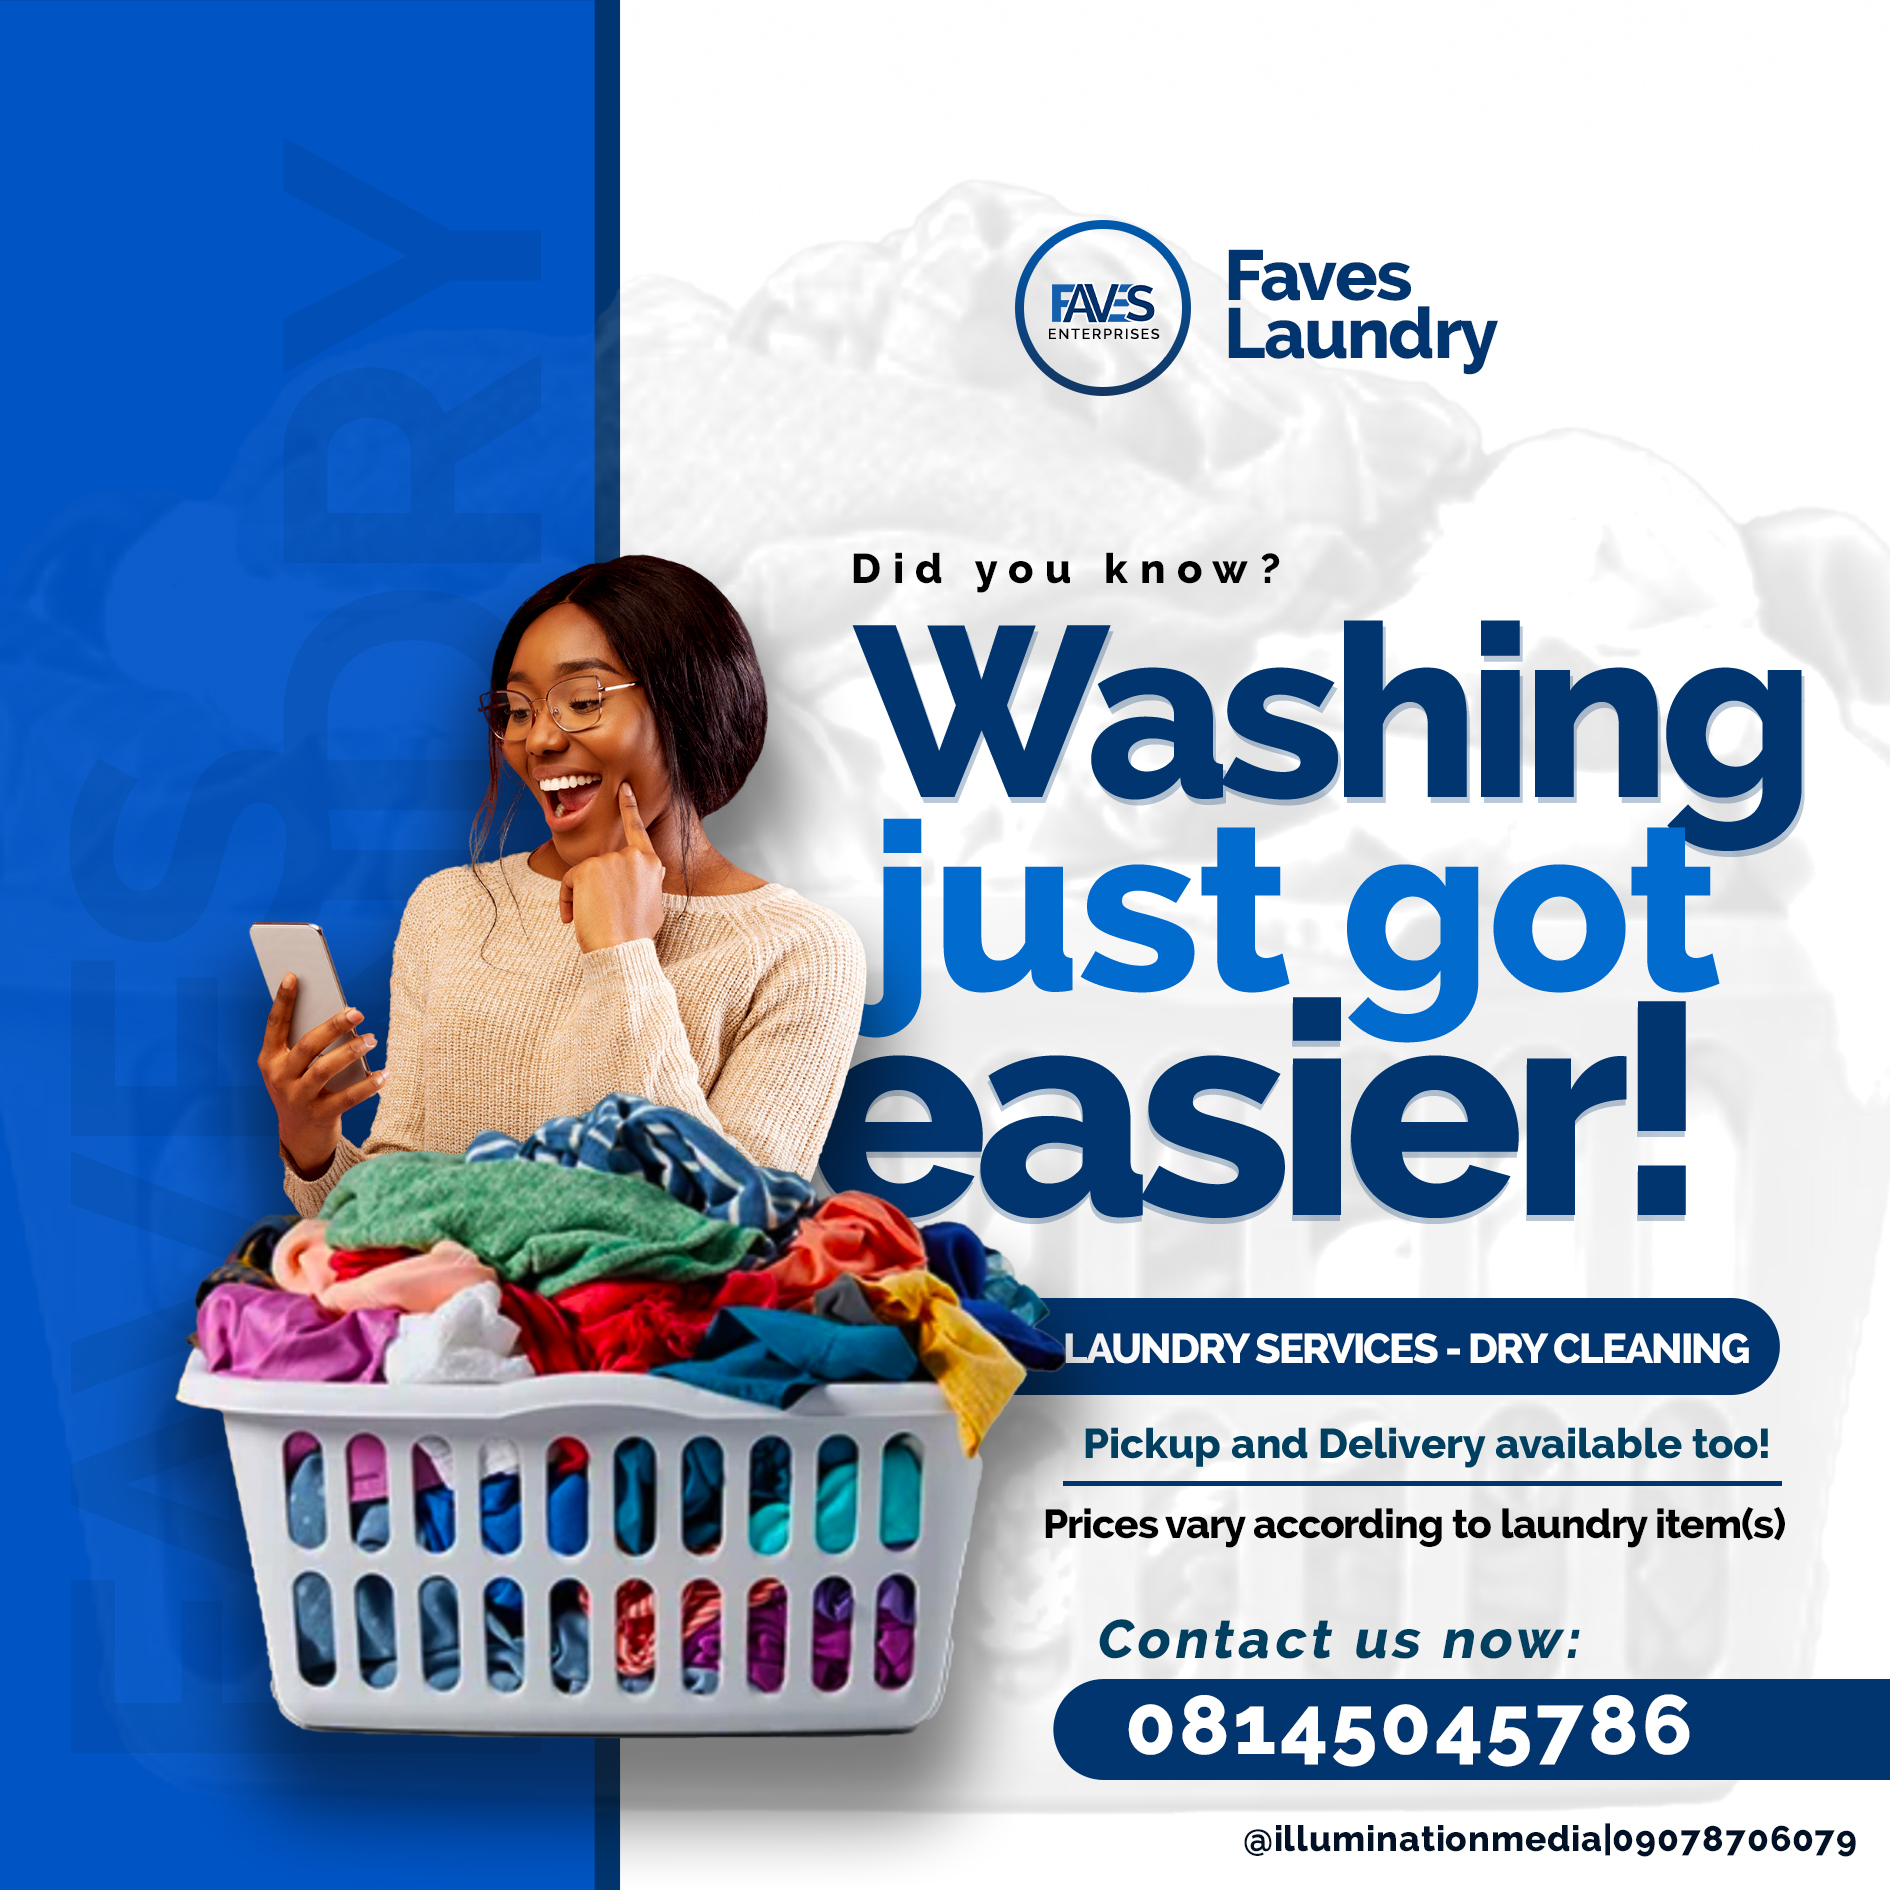 FAVES
ENTERPRISES
Faves
Laundry
Did you know?
Washing
just got
easier!
LAUNDRY SERVICES - DRY CLEANING
Pickup and Delivery available too!
Prices vary according to laundry item(s)
Contact us now:
08145045786
@illuminationmedia|09078706079
FAVES